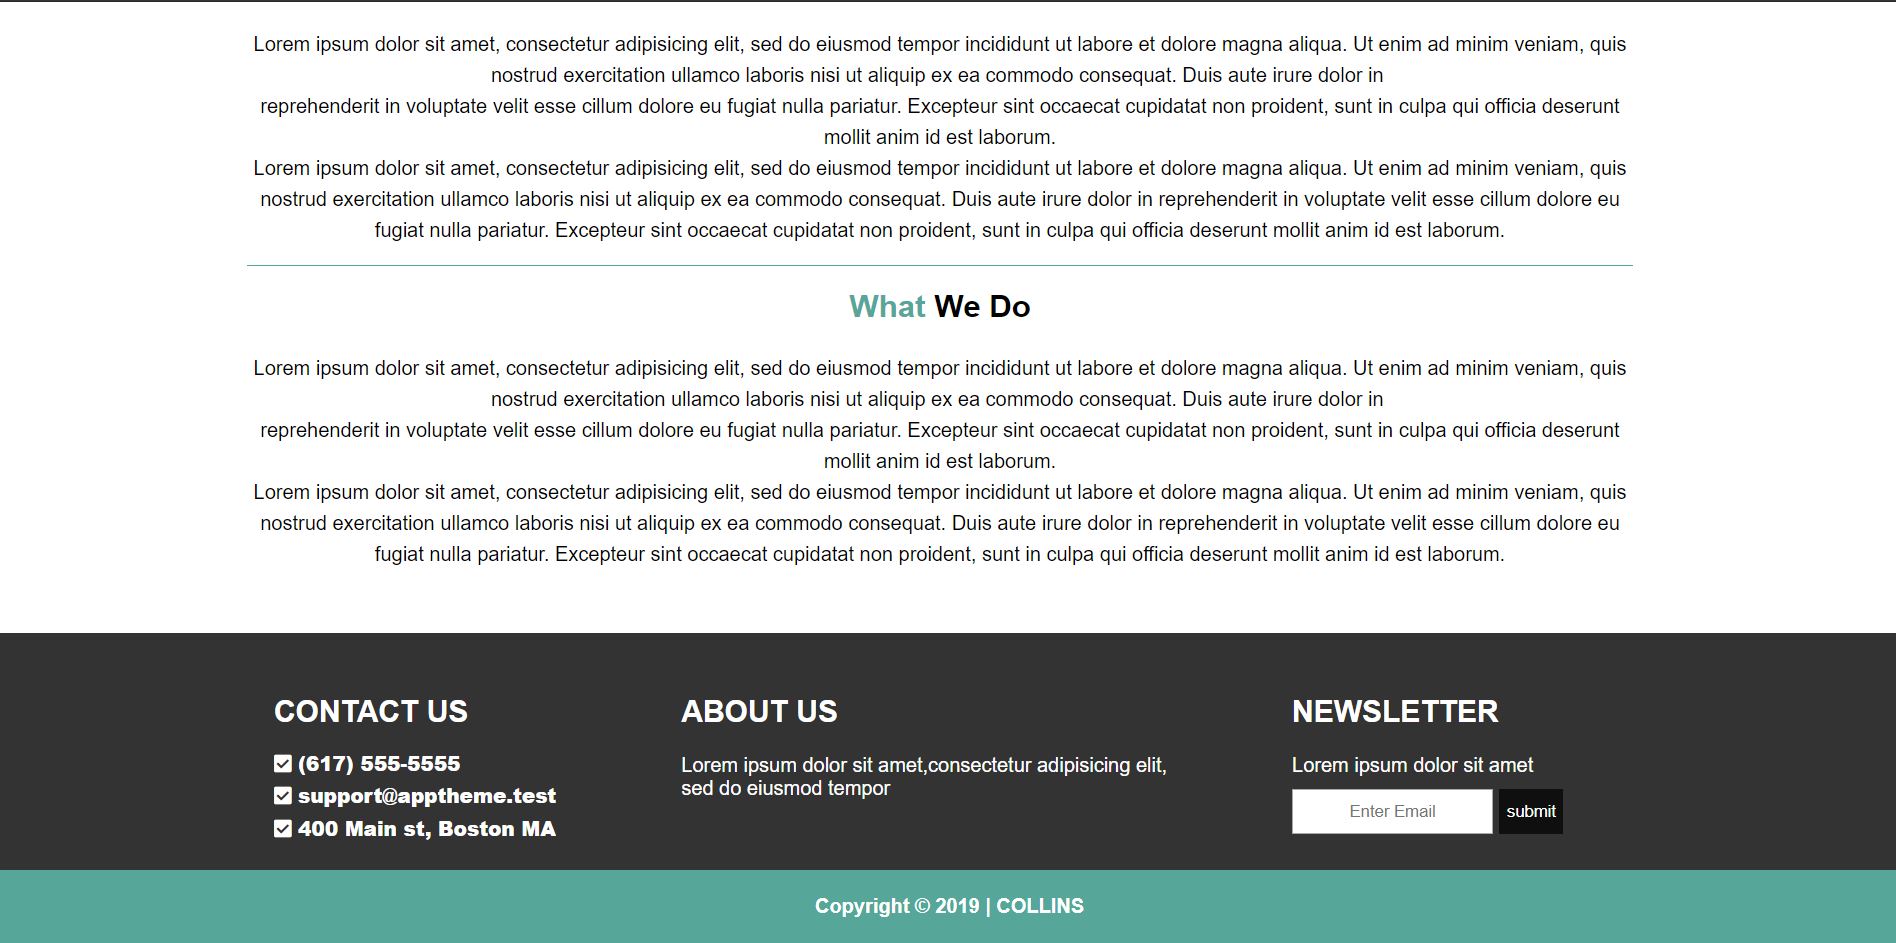 Lorem ipsum dolor sit amet, consectetur adipisicing elit, sed do eiusmod tempor incididunt ut labore et dolore magna aliqua. Ut enim ad minim veniam, quis
nostrud exercitation ullamco laboris nisi ut aliquip ex ea commodo consequat. Duis aute irure dolor in
reprehenderit in voluptate velit esse cillum dolore eu fugiat nulla pariatur. Excepteur sint occaecat cupidatat non proident, sunt in culpa qui officia deserunt
mollit anim id est laborum.
Lorem ipsum dolor sit amet, consectetur adipisicing elit, sed do eiusmod tempor incididunt ut labore et dolore magna aliqua. Ut enim ad minim veniam, quis
nostrud exercitation ullamco laboris nisi ut aliquip ex ea commodo consequat. Duis aute irure dolor in reprehenderit in voluptate velit esse cillum dolore eu
fugiat nulla pariatur. Excepteur sint occaecat cupidatat non proident, sunt in culpa qui officia deserunt mollit anim id est laborum.
What We Do
Lorem ipsum dolor sit amet, consectetur adipisicing elit, sed do eiusmod tempor incididunt ut labore et dolore magna aliqua. Ut enim ad minim veniam, quis
nostrud exercitation ullamco laboris nisi ut aliquip ex ea commodo consequat. Duis aute irure dolor in
reprehenderit in voluptate velit esse cillum dolore eu fugiat nulla pariatur. Excepteur sint occaecat cupidatat non proident, sunt in culpa qui officia deserunt
mollit anim id est laborum.
Lorem ipsum dolor sit amet, consectetur adipisicing elit, sed do eiusmod tempor incididunt ut labore et dolore magna aliqua. Ut enim ad minim veniam, quis
nostrud exercitation ullamco laboris nisi ut aliquip ex ea commodo consequat. Duis aute irure dolor in reprehenderit in voluptate velit esse cillum dolore eu
fugiat nulla pariatur. Excepteur sint occaecat cupidatat non proident, sunt in culpa qui officia deserunt mollit anim id est laborum.
CONTACT US
(617) 555-5555
support@apptheme.test
400 Main st, Boston MA
ABOUT US
Lorem ipsum dolor sit amet,consectetur adipisicing elit,
sed do eiusmod tempor
NEWSLETTER
Lorem ipsum dolor sit amet
Enter Email
submit
Copyright © 2019 | COLLINS